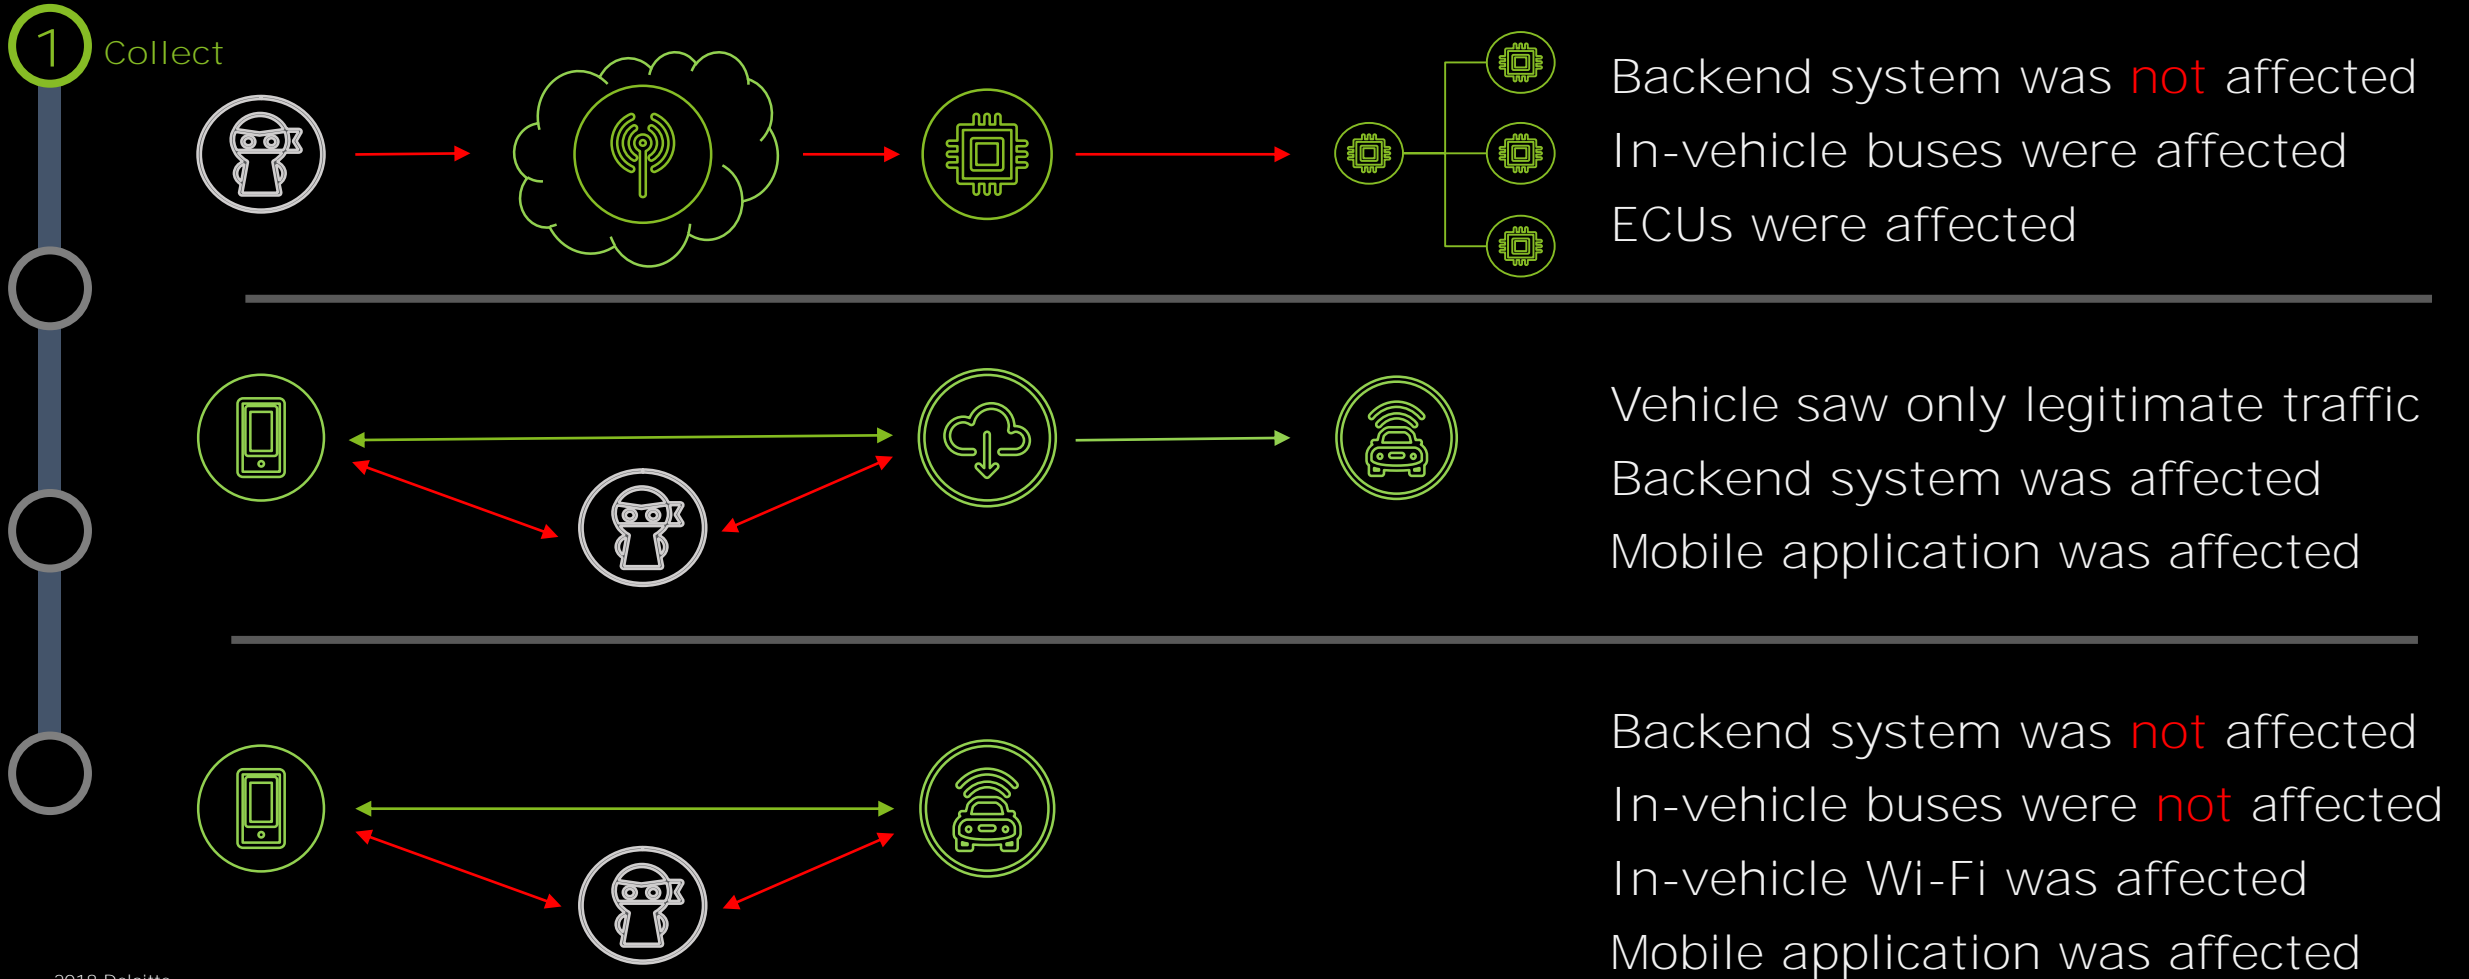 1
Collect
Backend system was not affected
In-vehicle buses were affected
ECUs were affected
Vehicle saw only legitimate traffic
Backend system was affected
Mobile application was affected
Backend system was not affected
In-vehicle buses were not affected
In-vehicle Wi-Fi was affected
Mobile application was affected
2018 Deloitte